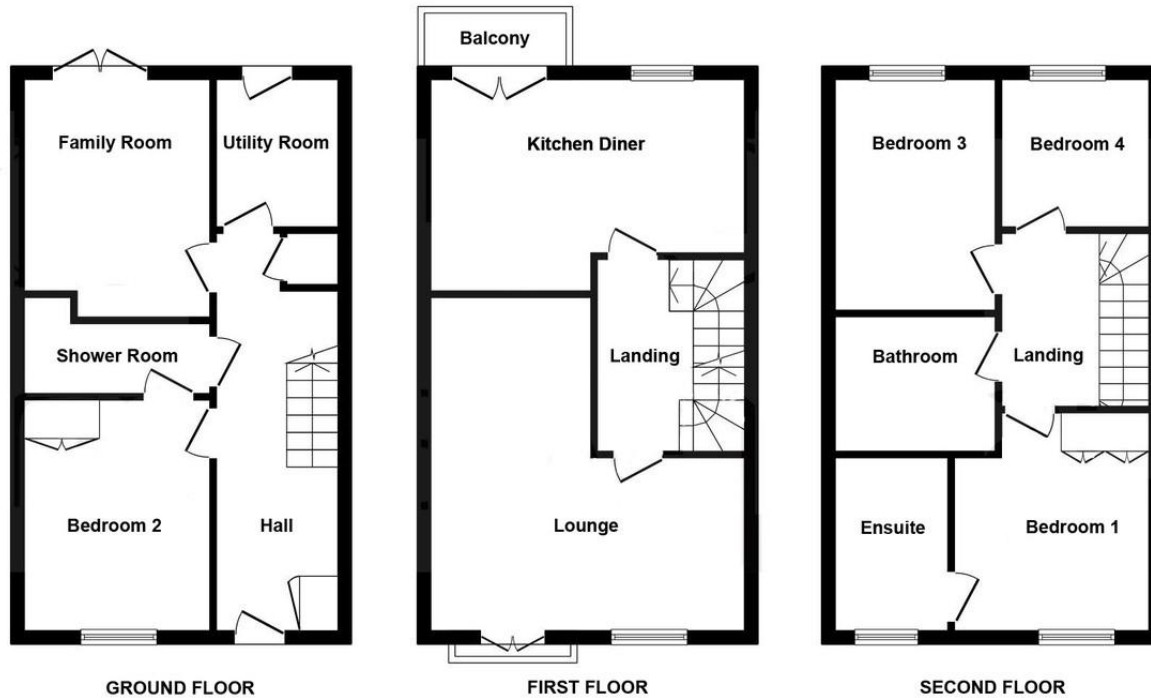 Family Room
Utility Room
Shower Room
Bedroom 2
Hall
GROUND FLOOR
Balcony
Kitchen Diner
Landing
Lounge
FIRST FLOOR
Bedroom 3
Bedroom 4
Bathroom
Landing
Ensuite
Bedroom 1
SECOND FLOOR